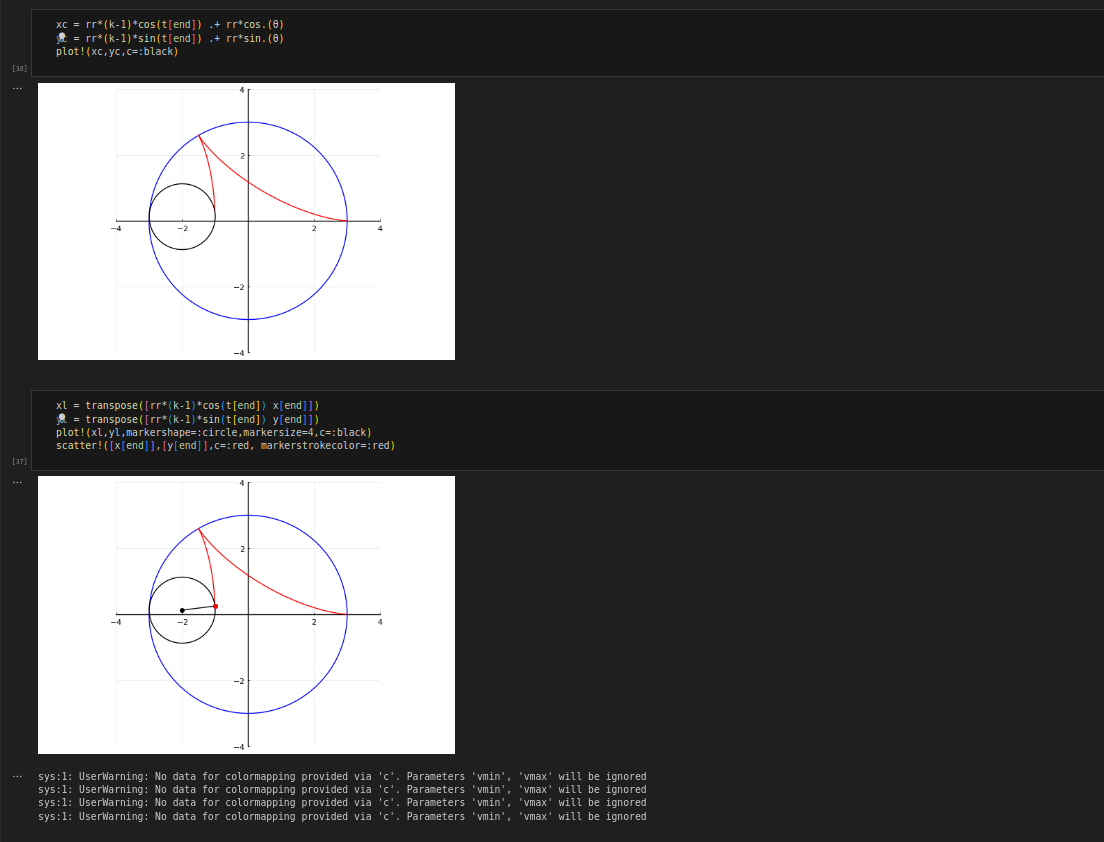 xc = rr*(k-1)*cos(t[end]) .+ rr*cos.(θ)
yc = rr*(k-1)*sin(t[end]) .+ rr*sin.(θ)
plot!(xc,yc,c=:black)
[36]
...
4
2
−4
−2
2
4
−2
−4
xl = transpose([rr*(k-1)*cos(t[end]) x[end]])
yl = transpose([rr*(k-1)*sin(t[end]) y[end]])
plot!(xl,yl,markershape=:circle,markersize=4,c=:black)
scatter!([x[end]],[y[end]],c=:red, markerstrokecolor=:red)
[37]
...
4
2
−4
−2
2
4
−2
−4
...
sys:1: UserWarning: No data for colormapping provided via 'c'. Parameters 'vmin', 'vmax' will be ignored
sys:1: UserWarning: No data for colormapping provided via 'c'. Parameters 'vmin', 'vmax' will be ignored
sys:1: UserWarning: No data for colormapping provided via 'c'. Parameters 'vmin', 'vmax' will be ignored
sys:1: UserWarning: No data for colormapping provided via 'c'. Parameters 'vmin', 'vmax' will be ignored